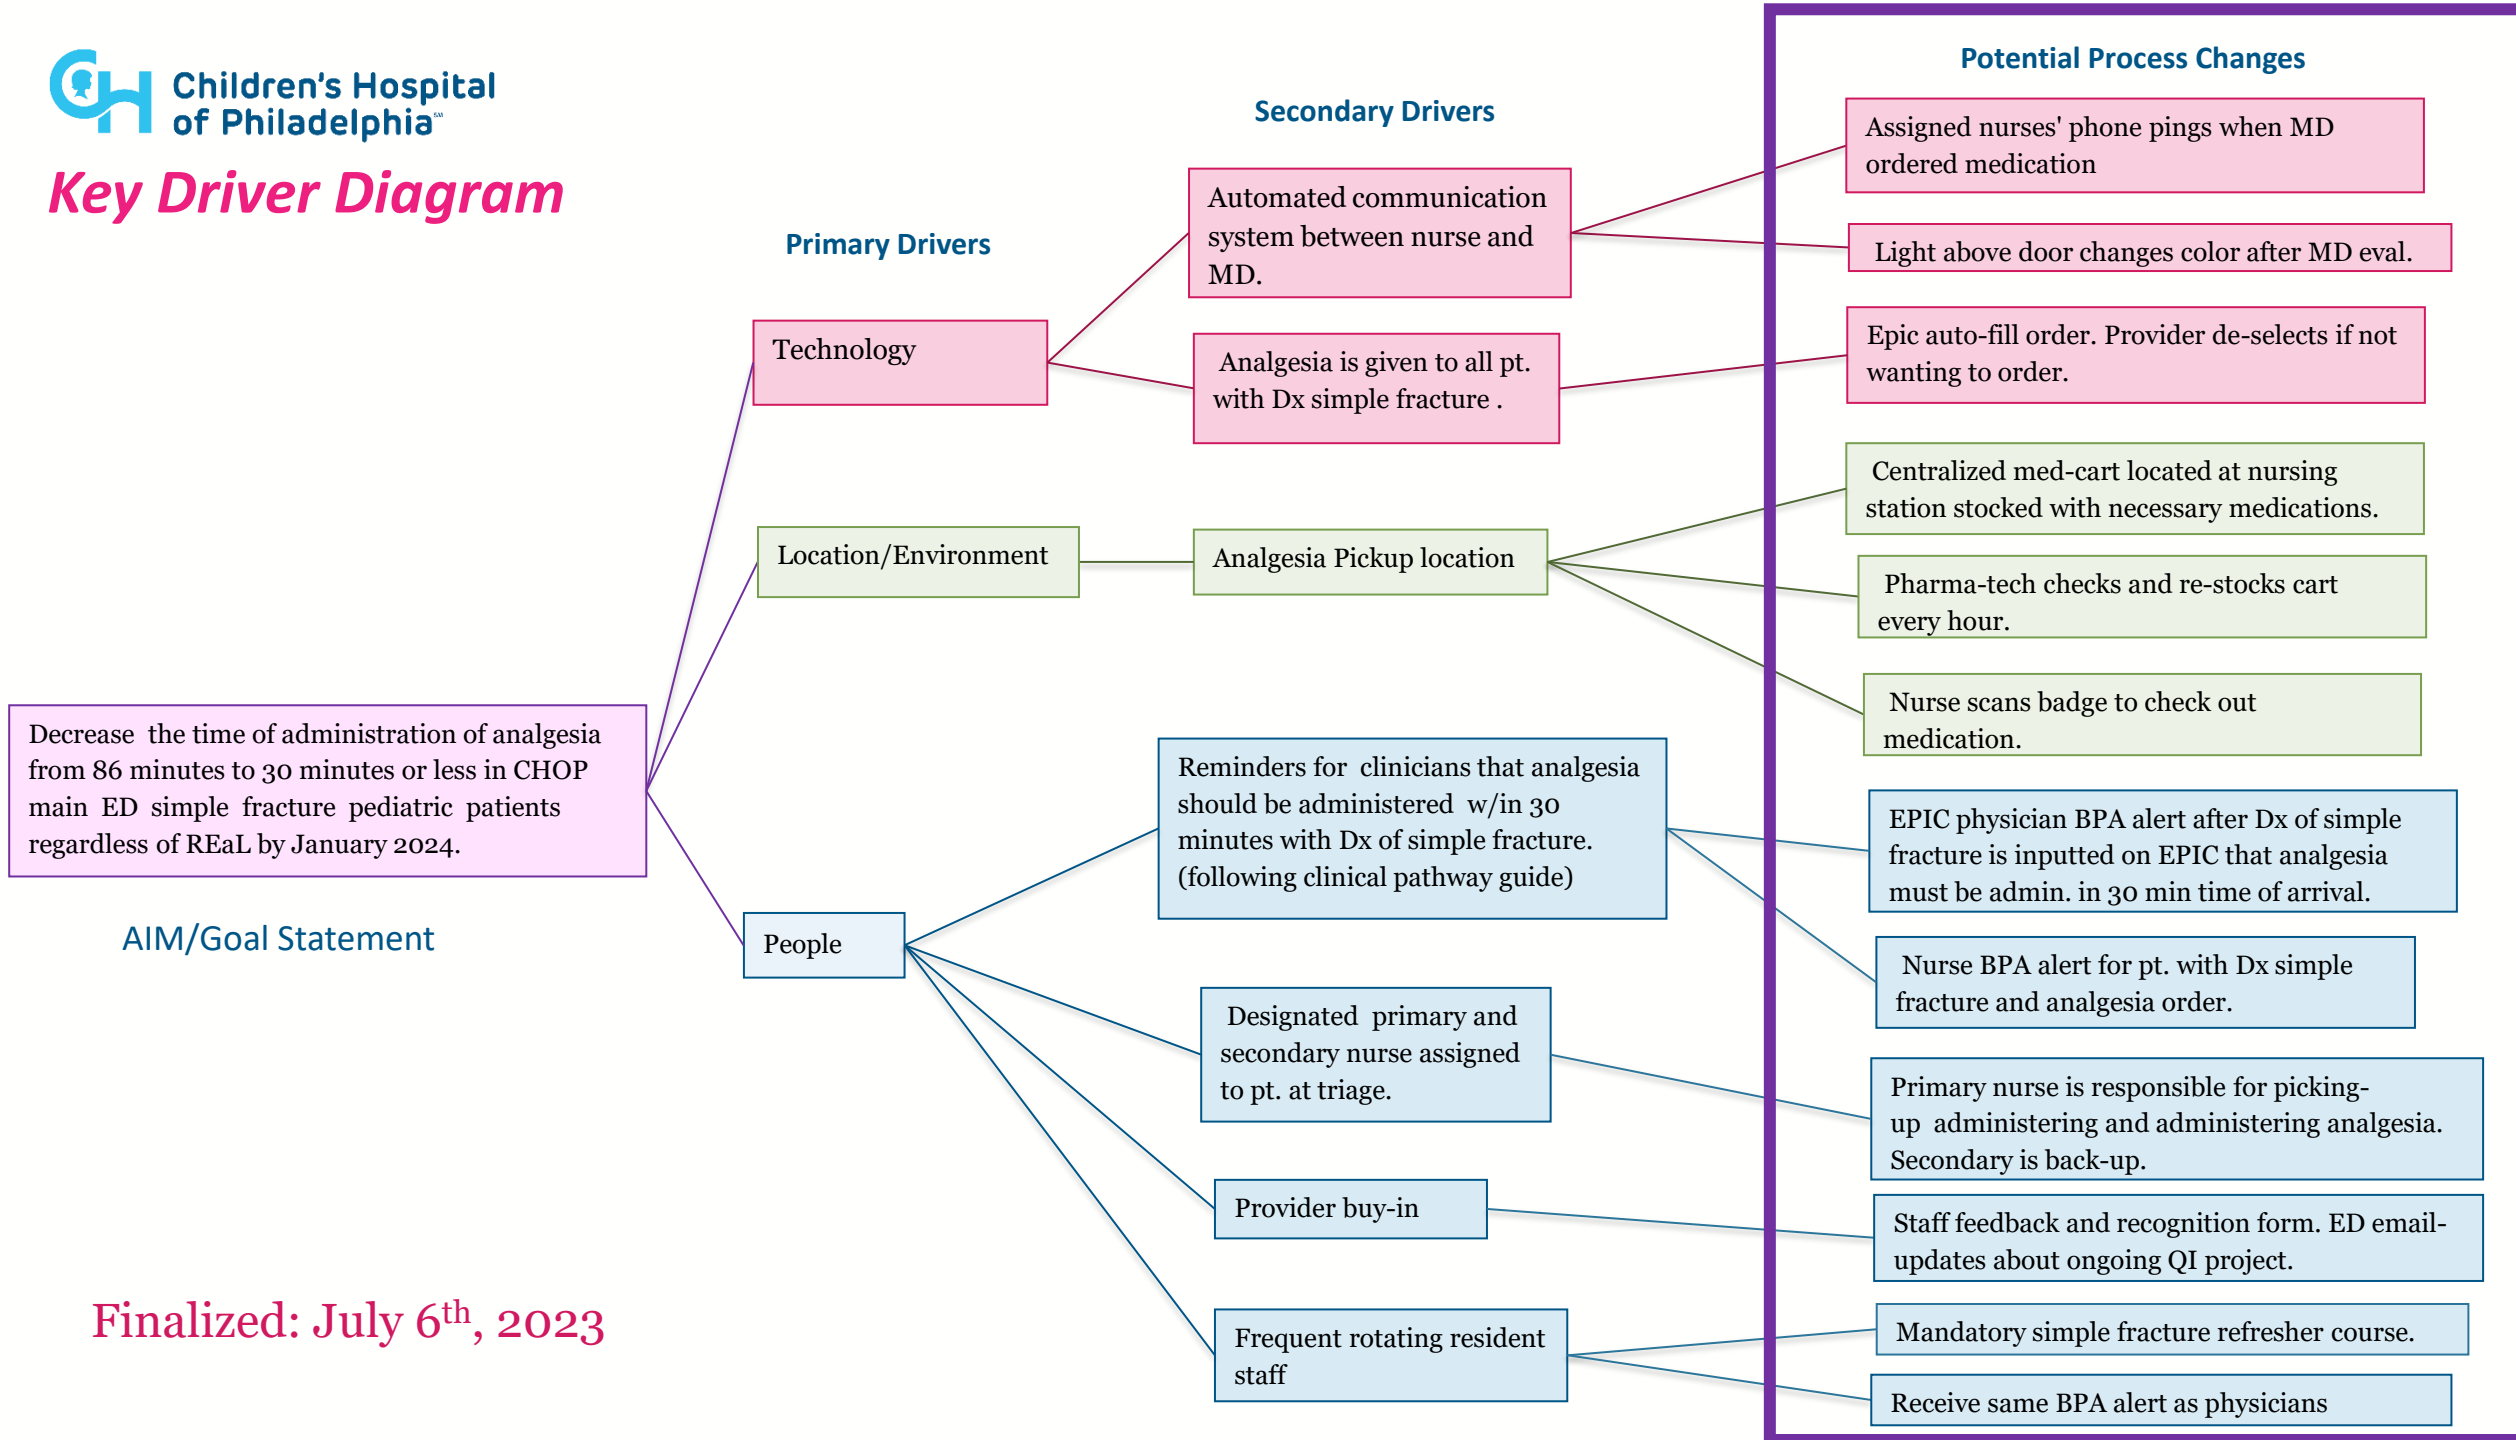 Children's Hospital
of Philadelphia℠
Key Driver Diagram
Primary Drivers
Secondary Drivers
Potential Process Changes
Decrease the time of administration of analgesia
from 86 minutes to 30 minutes or less in CHOP
main ED simple fracture pediatric patients
regardless of REaL by January 2024.
AIM/Goal Statement
Finalized: July 6th, 2023
Technology
Location/Environment
People
Automated communication
system between nurse and
MD.
Analgesia is given to all pt.
with Dx simple fracture .
Analgesia Pickup location
Reminders for clinicians that analgesia
should be administered w/in 30
minutes with Dx of simple fracture.
(following clinical pathway guide)
Designated primary and
secondary nurse assigned
to pt. at triage.
Provider buy-in
Frequent rotating resident
staff
Assigned nurses' phone pings when MD
ordered medication
Light above door changes color after MD eval.
Epic auto-fill order. Provider de-selects if not
wanting to order.
Centralized med-cart located at nursing
station stocked with necessary medications.
Pharma-tech checks and re-stocks cart
every hour.
Nurse scans badge to check out
medication.
EPIC physician BPA alert after Dx of simple
fracture is inputted on EPIC that analgesia
must be admin. in 30 min time of arrival.
Nurse BPA alert for pt. with Dx simple
fracture and analgesia order.
Primary nurse is responsible for picking-
up administering and administering analgesia.
Secondary is back-up.
Staff feedback and recognition form. ED email-
updates about ongoing QI project.
Mandatory simple fracture refresher course.
Receive same BPA alert as physicians